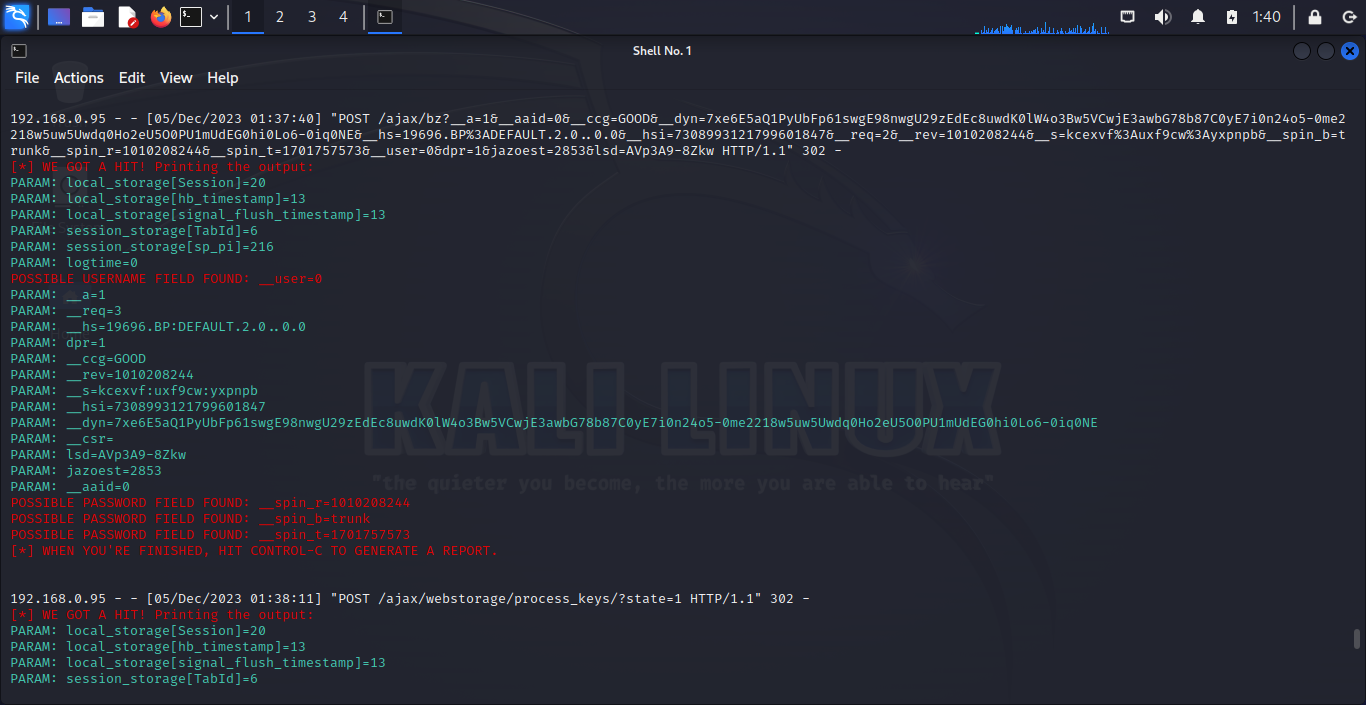 1 2 3 4 1:40
Shell No. 1
File Actions Edit View Help
192.168.0.95 - - [05/Dec/2023 01:37:40] "POST /ajax/bz?__a=1&__aaid=0&__ccg=GOOD&__dyn=7xe6E5aQ1PyUbFp61swgE98nwgU29zEdEc8uwdK0lW4o3Bw5VCwjE3awbG78b87C0yE7i0n24o5-0me2
218w5uw5Uwdq0Ho2eU5O0PU1mUdEG0hi0Lo6-0iq0NE&__hs=19696.BP%3ADEFAULT.2.0..0.0&__hsi=7308993121799601847&__req=2&__rev=1010208244&__s=kcexvf%3Auxf9cw%3Ayxpnpb&__spin_b=t
runk&__spin_r=1010208244&__spin_t=1701757573&__user=0&dpr=1&jazoest=2853&lsd=AVp3A9-8Zkw HTTP/1.1" 302 -
[*] WE GOT A HIT! Printing the output:
PARAM: local_storage[Session]=20
PARAM: local_storage[hb_timestamp]=13
PARAM: local_storage[signal_flush_timestamp]=13
PARAM: session_storage[TabId]=6
PARAM: session_storage[sp_pi]=216
PARAM: logtime=0
POSSIBLE USERNAME FIELD FOUND: __user=0
PARAM: __a=1
PARAM: __req=3
PARAM: __hs=19696.BP:DEFAULT.2.0..0.0
PARAM: dpr=1
PARAM: __ccg=GOOD
PARAM: __rev=1010208244
PARAM: __s=kcexvf:uxf9cw:yxpnpb
PARAM: __hsi=7308993121799601847
PARAM: __dyn=7xe6E5aQ1PyUbFp61swgE98nwgU29zEdEc8uwdK0lW4o3Bw5VCwjE3awbG78b87C0yE7i0n24o5-0me2218w5uw5Uwdq0Ho2eU5O0PU1mUdEG0hi0Lo6-0iq0NE
PARAM: __csr=
PARAM: lsd=AVp3A9-8Zkw
PARAM: jazoest=2853
PARAM: __aaid=0
POSSIBLE PASSWORD FIELD FOUND: __spin_r=1010208244
POSSIBLE PASSWORD FIELD FOUND: __spin_b=trunk
POSSIBLE PASSWORD FIELD FOUND: __spin_t=1701757573
[*] WHEN YOU'RE FINISHED, HIT CONTROL-C TO GENERATE A REPORT.
192.168.0.95 - - [05/Dec/2023 01:38:11] "POST /ajax/webstorage/process_keys/?state=1 HTTP/1.1" 302 -
[*] WE GOT A HIT! Printing the output:
PARAM: local_storage[Session]=20
PARAM: local_storage[hb_timestamp]=13
PARAM: local_storage[signal_flush_timestamp]=13
PARAM: session_storage[TabId]=6
KALI LINUX
"the quieter you become, the more you are able to hear"